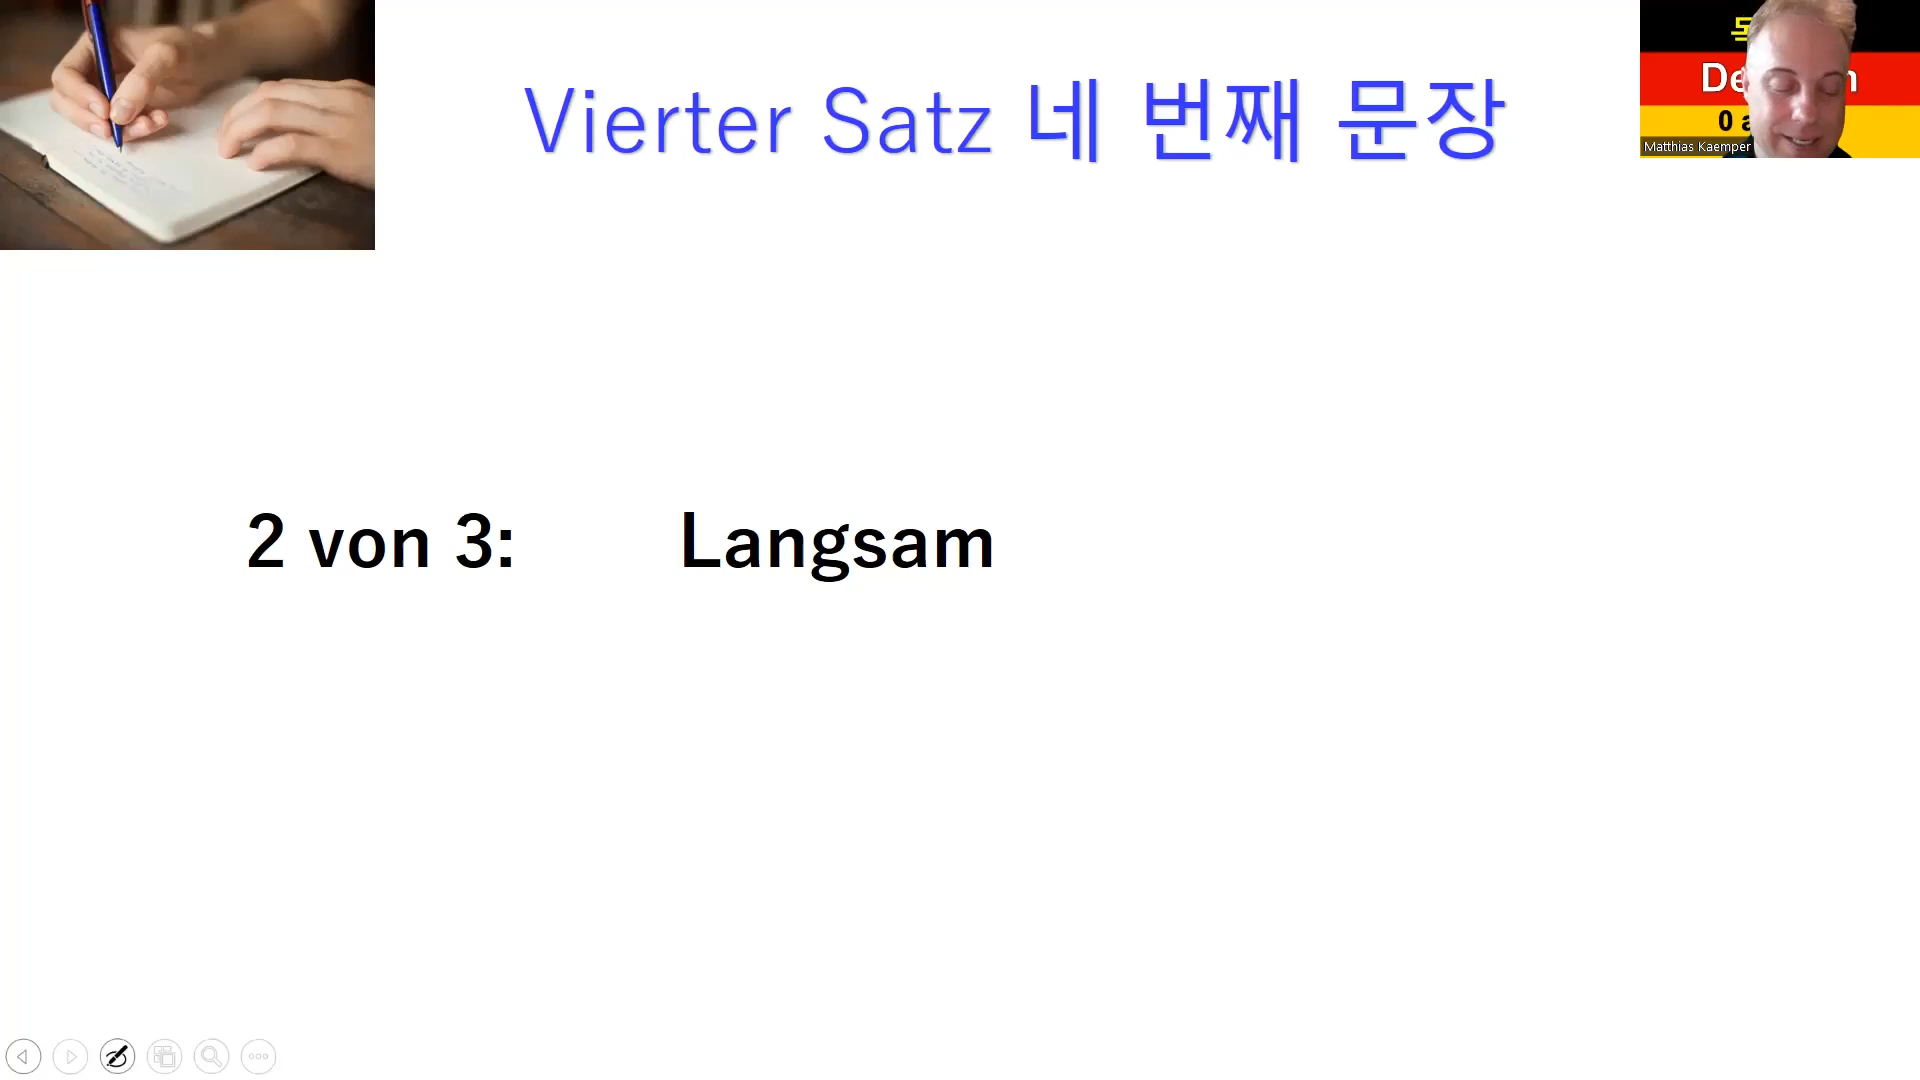 Vierter Satz 네 번째 문장
Matthias Kaemper
2 von 3: Langsam